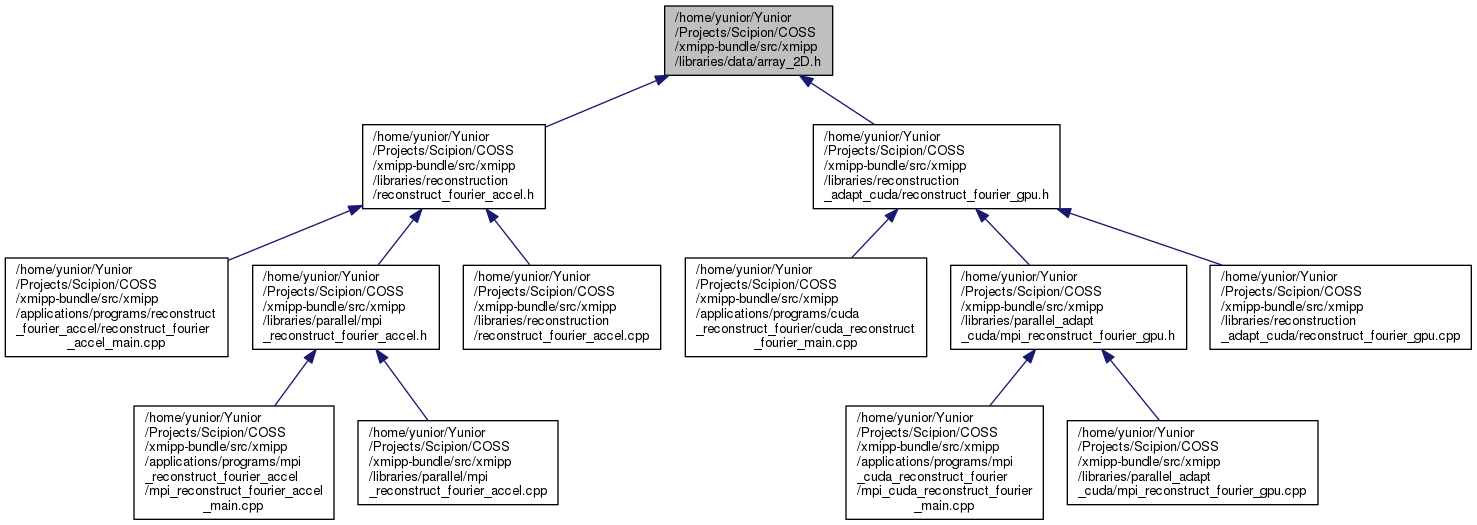 /home/yunior/Yunior
/Projects/Scipion/COSS
/xmipp-bundle/src/xmipp
/libraries/data/array_2D.h
/home/yunior/Yunior
/Projects/Scipion/COSS
/xmipp-bundle/src/xmipp
/libraries/reconstruction
/reconstruct_fourier_accel.h
/home/yunior/Yunior
/Projects/Scipion/COSS
/xmipp-bundle/src/xmipp
/libraries/reconstruction
_adapt_cuda/reconstruct_fourier_gpu.h
/home/yunior/Yunior
/Projects/Scipion/COSS
/xmipp-bundle/src/xmipp
/applications/programs/reconstruct
_fourier_accel/reconstruct_fourier
_accel_main.cpp
/home/yunior/Yunior
/Projects/Scipion/COSS
/xmipp-bundle/src/xmipp
/libraries/parallel/mpi
_reconstruct_fourier_accel.h
/home/yunior/Yunior
/Projects/Scipion/COSS
/xmipp-bundle/src/xmipp
/libraries/reconstruction
/reconstruct_fourier_accel.cpp
/home/yunior/Yunior
/Projects/Scipion/COSS
/xmipp-bundle/src/xmipp
/applications/programs/cuda
_reconstruct_fourier/cuda_reconstruct
_fourier_main.cpp
/home/yunior/Yunior
/Projects/Scipion/COSS
/xmipp-bundle/src/xmipp
/libraries/parallel_adapt
_cuda/mpi_reconstruct_fourier_gpu.h
/home/yunior/Yunior
/Projects/Scipion/COSS
/xmipp-bundle/src/xmipp
/libraries/reconstruction
_adapt_cuda/reconstruct_fourier_gpu.cpp
/home/yunior/Yunior
/Projects/Scipion/COSS
/xmipp-bundle/src/xmipp
/applications/programs/mpi
_reconstruct_fourier_accel
/mpi_reconstruct_fourier_accel
_main.cpp
/home/yunior/Yunior
/Projects/Scipion/COSS
/xmipp-bundle/src/xmipp
/libraries/parallel/mpi
_reconstruct_fourier_accel.cpp
/home/yunior/Yunior
/Projects/Scipion/COSS
/xmipp-bundle/src/xmipp
/applications/programs/mpi
_cuda_reconstruct_fourier
/mpi_cuda_reconstruct_fourier
_main.cpp
/home/yunior/Yunior
/Projects/Scipion/COSS
/xmipp-bundle/src/xmipp
/libraries/parallel_adapt
_cuda/mpi_reconstruct_fourier_gpu.cpp